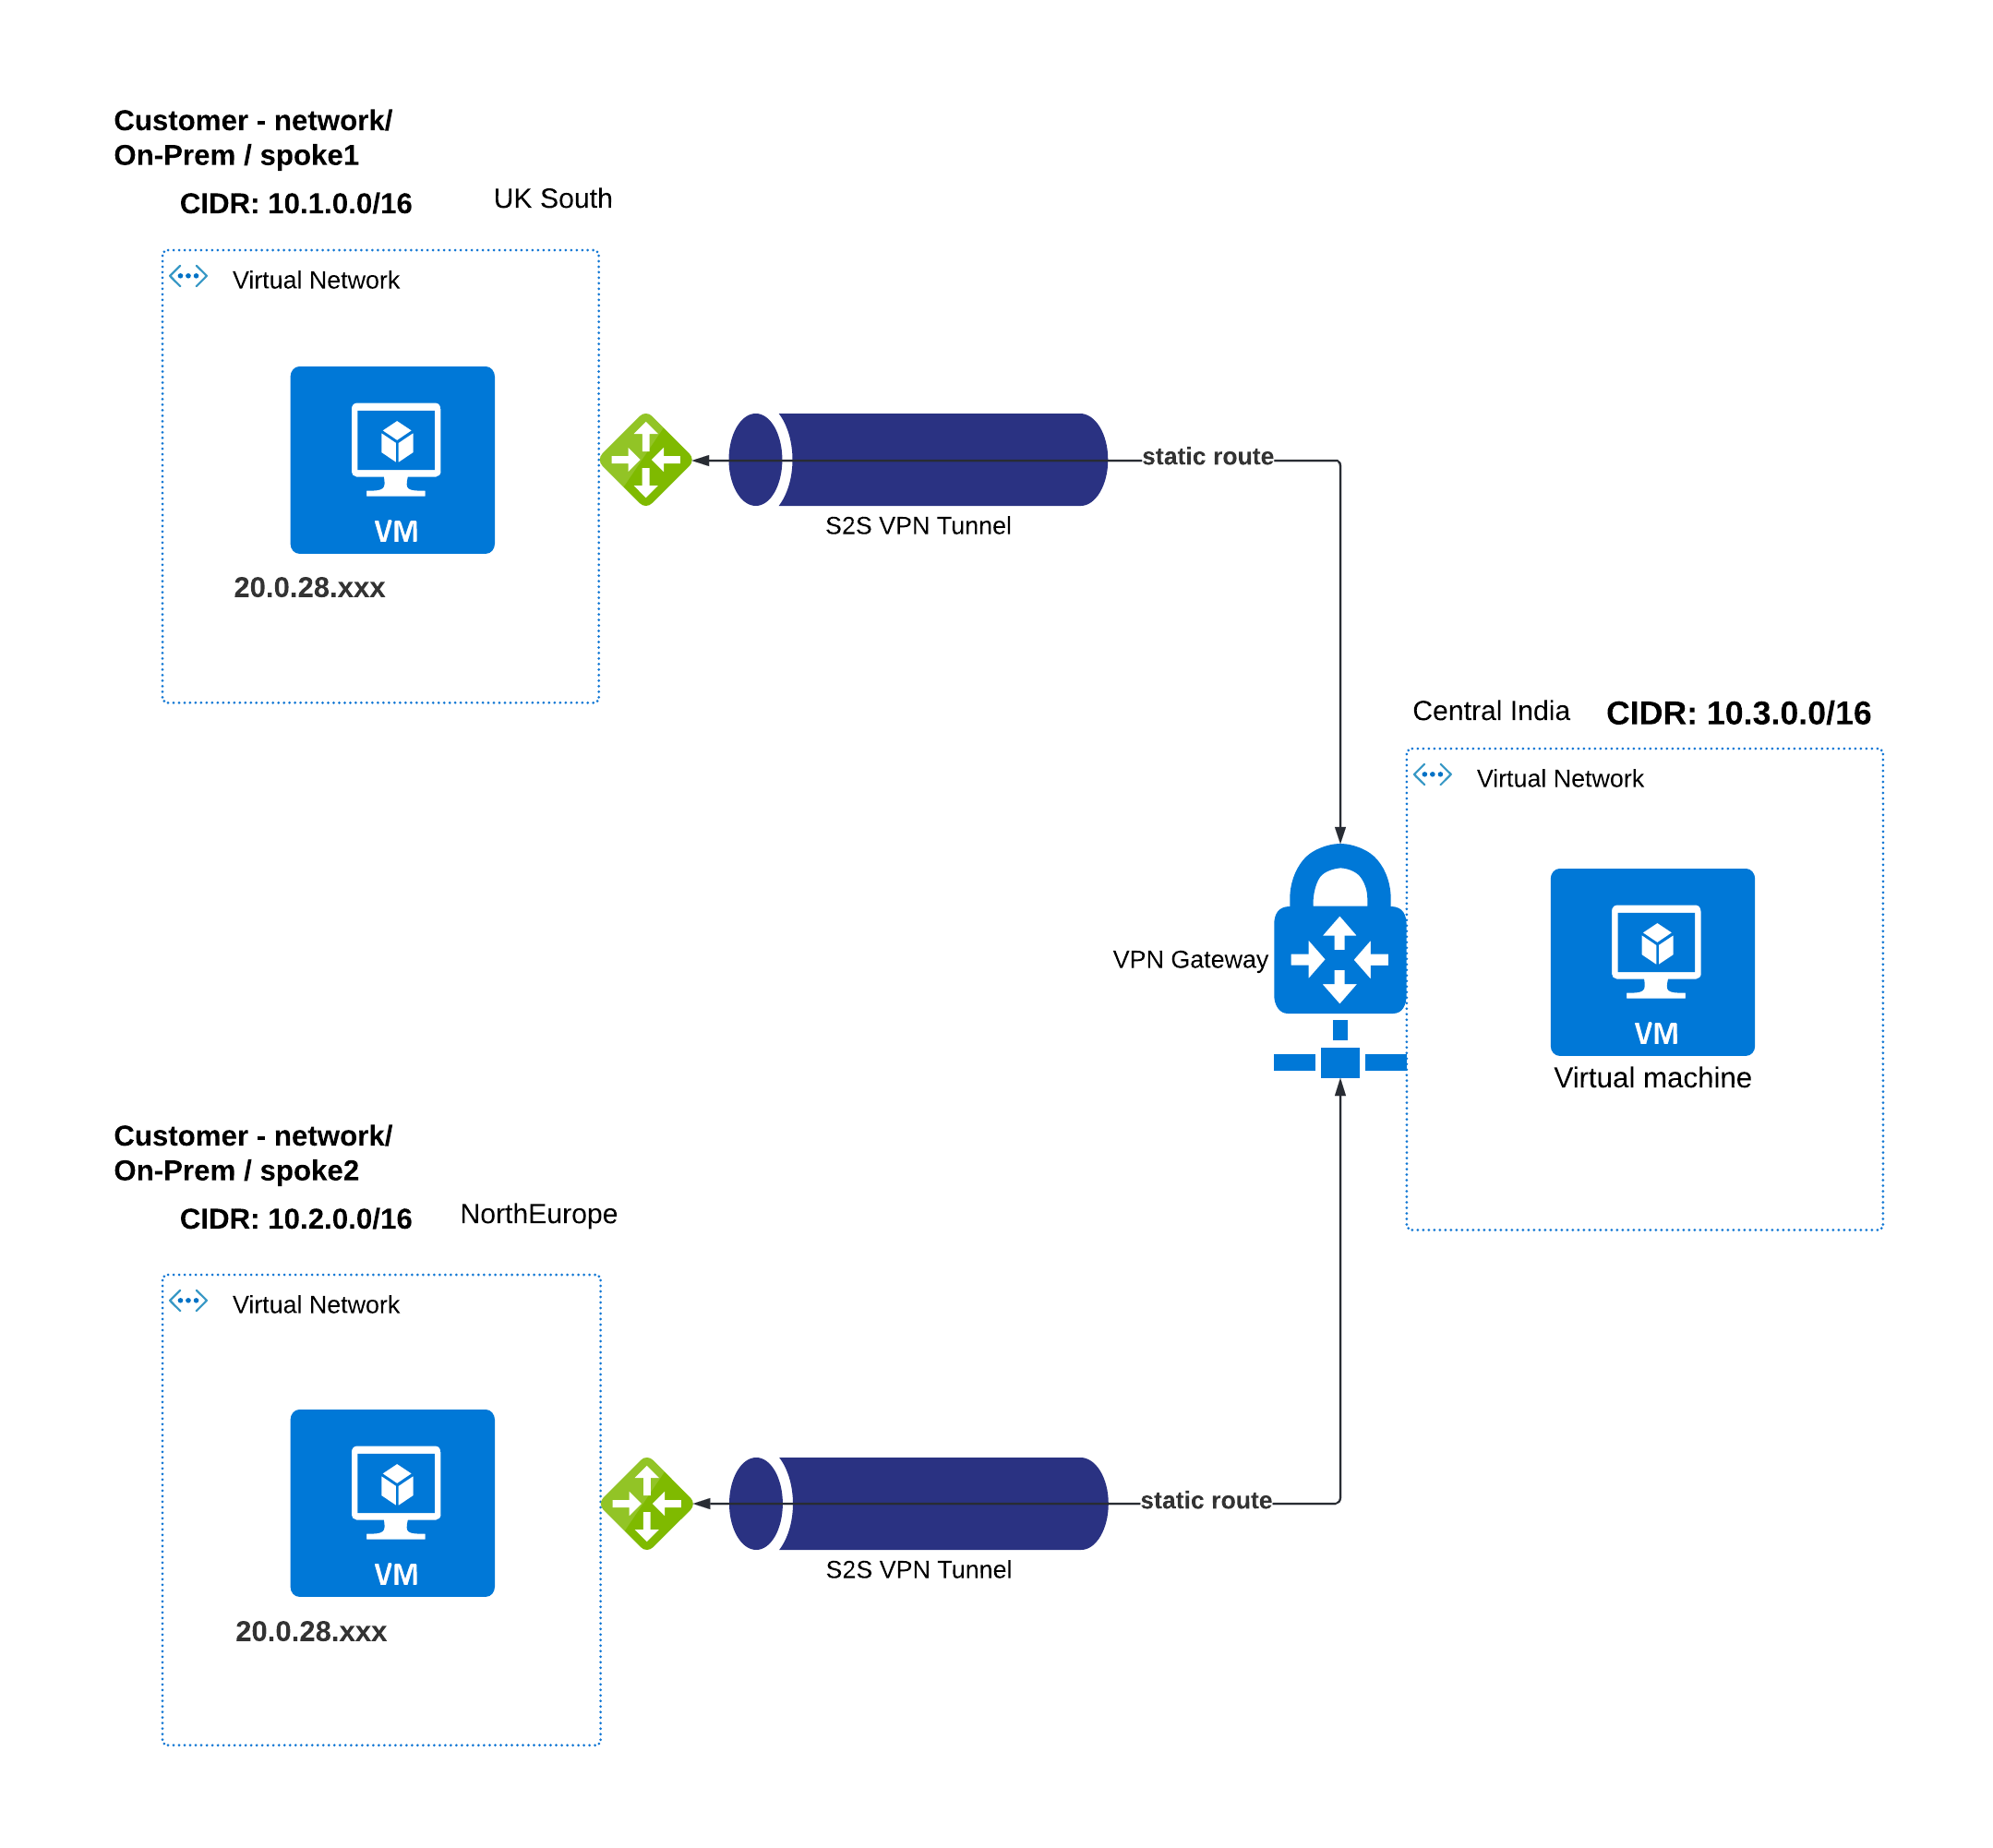 Customer - network/
On-Prem / spoke1
CIDR: 10.1.0.0/16
UK South
Virtual Network
VM
20.0.28.xxx
static route
S2S VPN Tunnel
Central India
CIDR: 10.3.0.0/16
Virtual Network
VPN Gateway
VM
Virtual machine
Customer - network/
On-Prem / spoke2
CIDR: 10.2.0.0/16
NorthEurope
Virtual Network
VM
20.0.28.xxx
static route
S2S VPN Tunnel